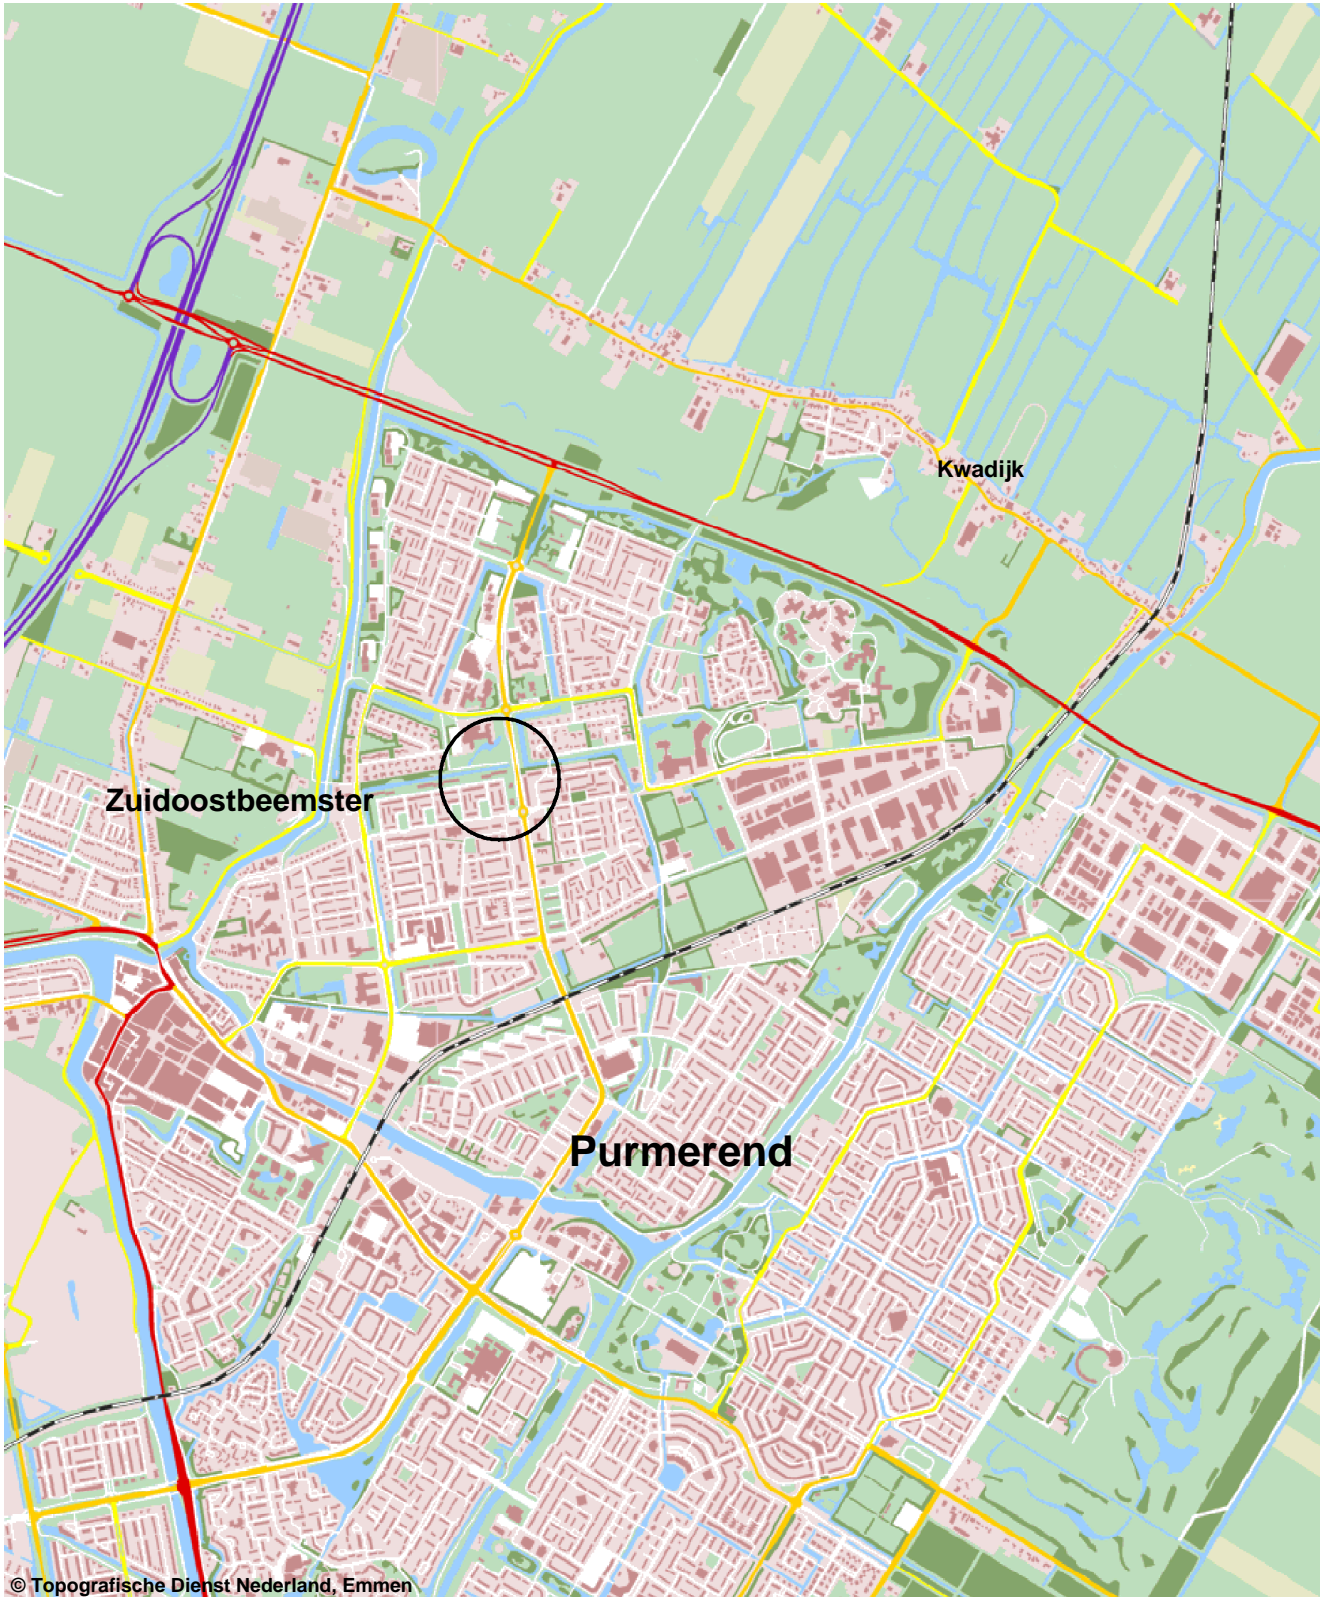 Kwadijk
Zuidoostbeemster
Purmerend
© Topografische Dienst Nederland, Emmen